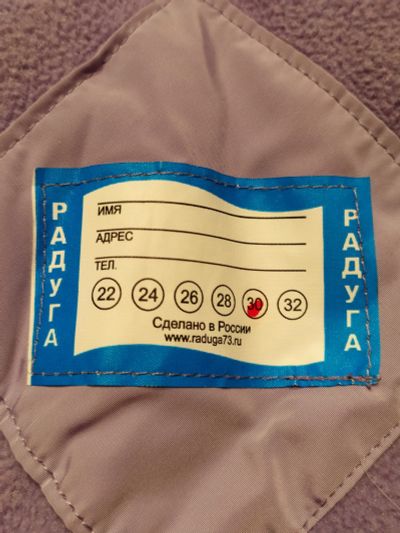 РАДУГА
ИМЯ
АДРЕС
ТЕЛ.
22 24 26 28 30 32
Сделано в России
www.raduga73.ru
РАДУГА